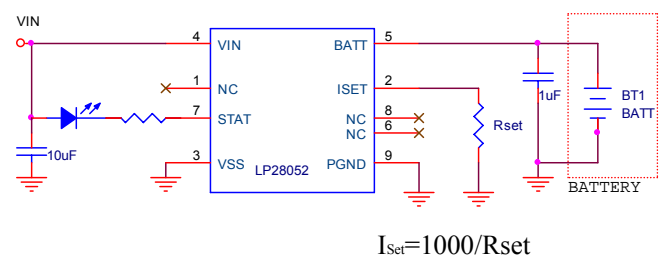 VIN
4
VIN
BATT
5
1
NC
ISET
2
7
STAT
NC
8
NC
6
3
VSS
PGND
9
LP28052
10uF
Rset
1uF
BT1
BATT
BATTERY
ISet=1000/Rset